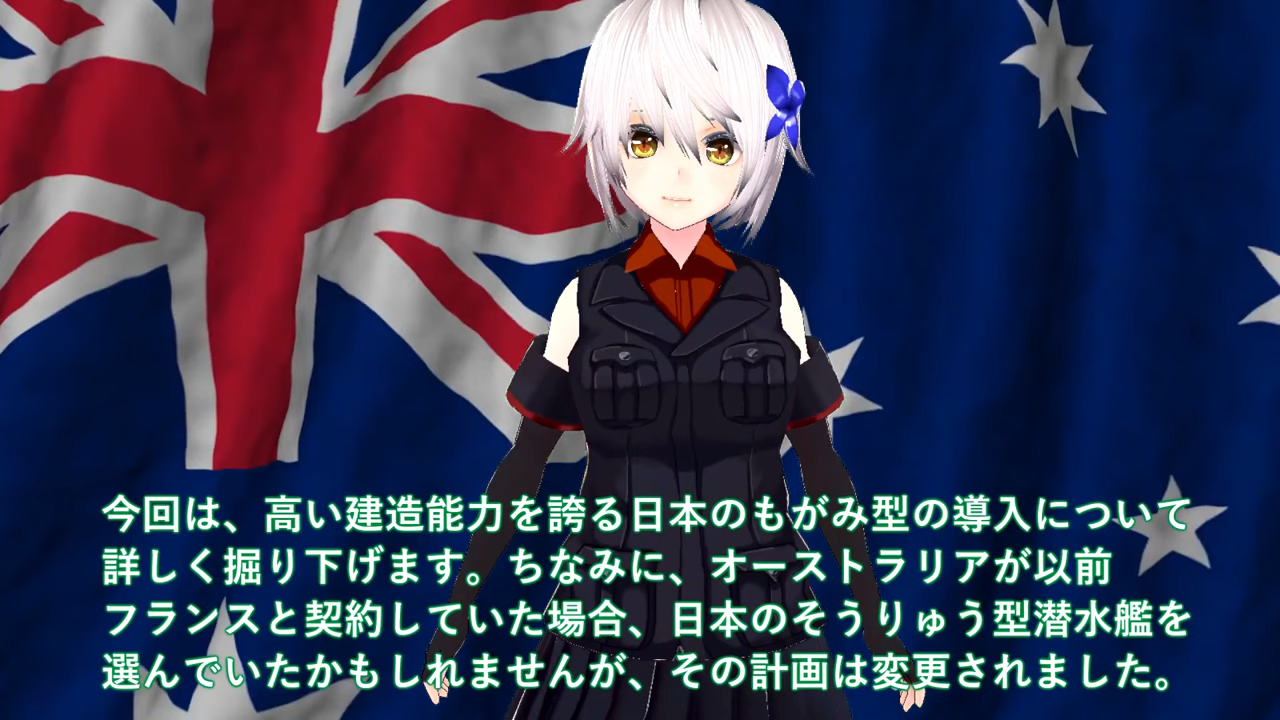 今回は、高い建造能力を誇る日本のもがみ型の導入について
詳しく掘り下げます。ちなみに、オーストラリアが以前
フランスと契約していた場合、日本のそうりゅう型潜水艦を
選んでいたかもしれませんが、その計画は変更されました。